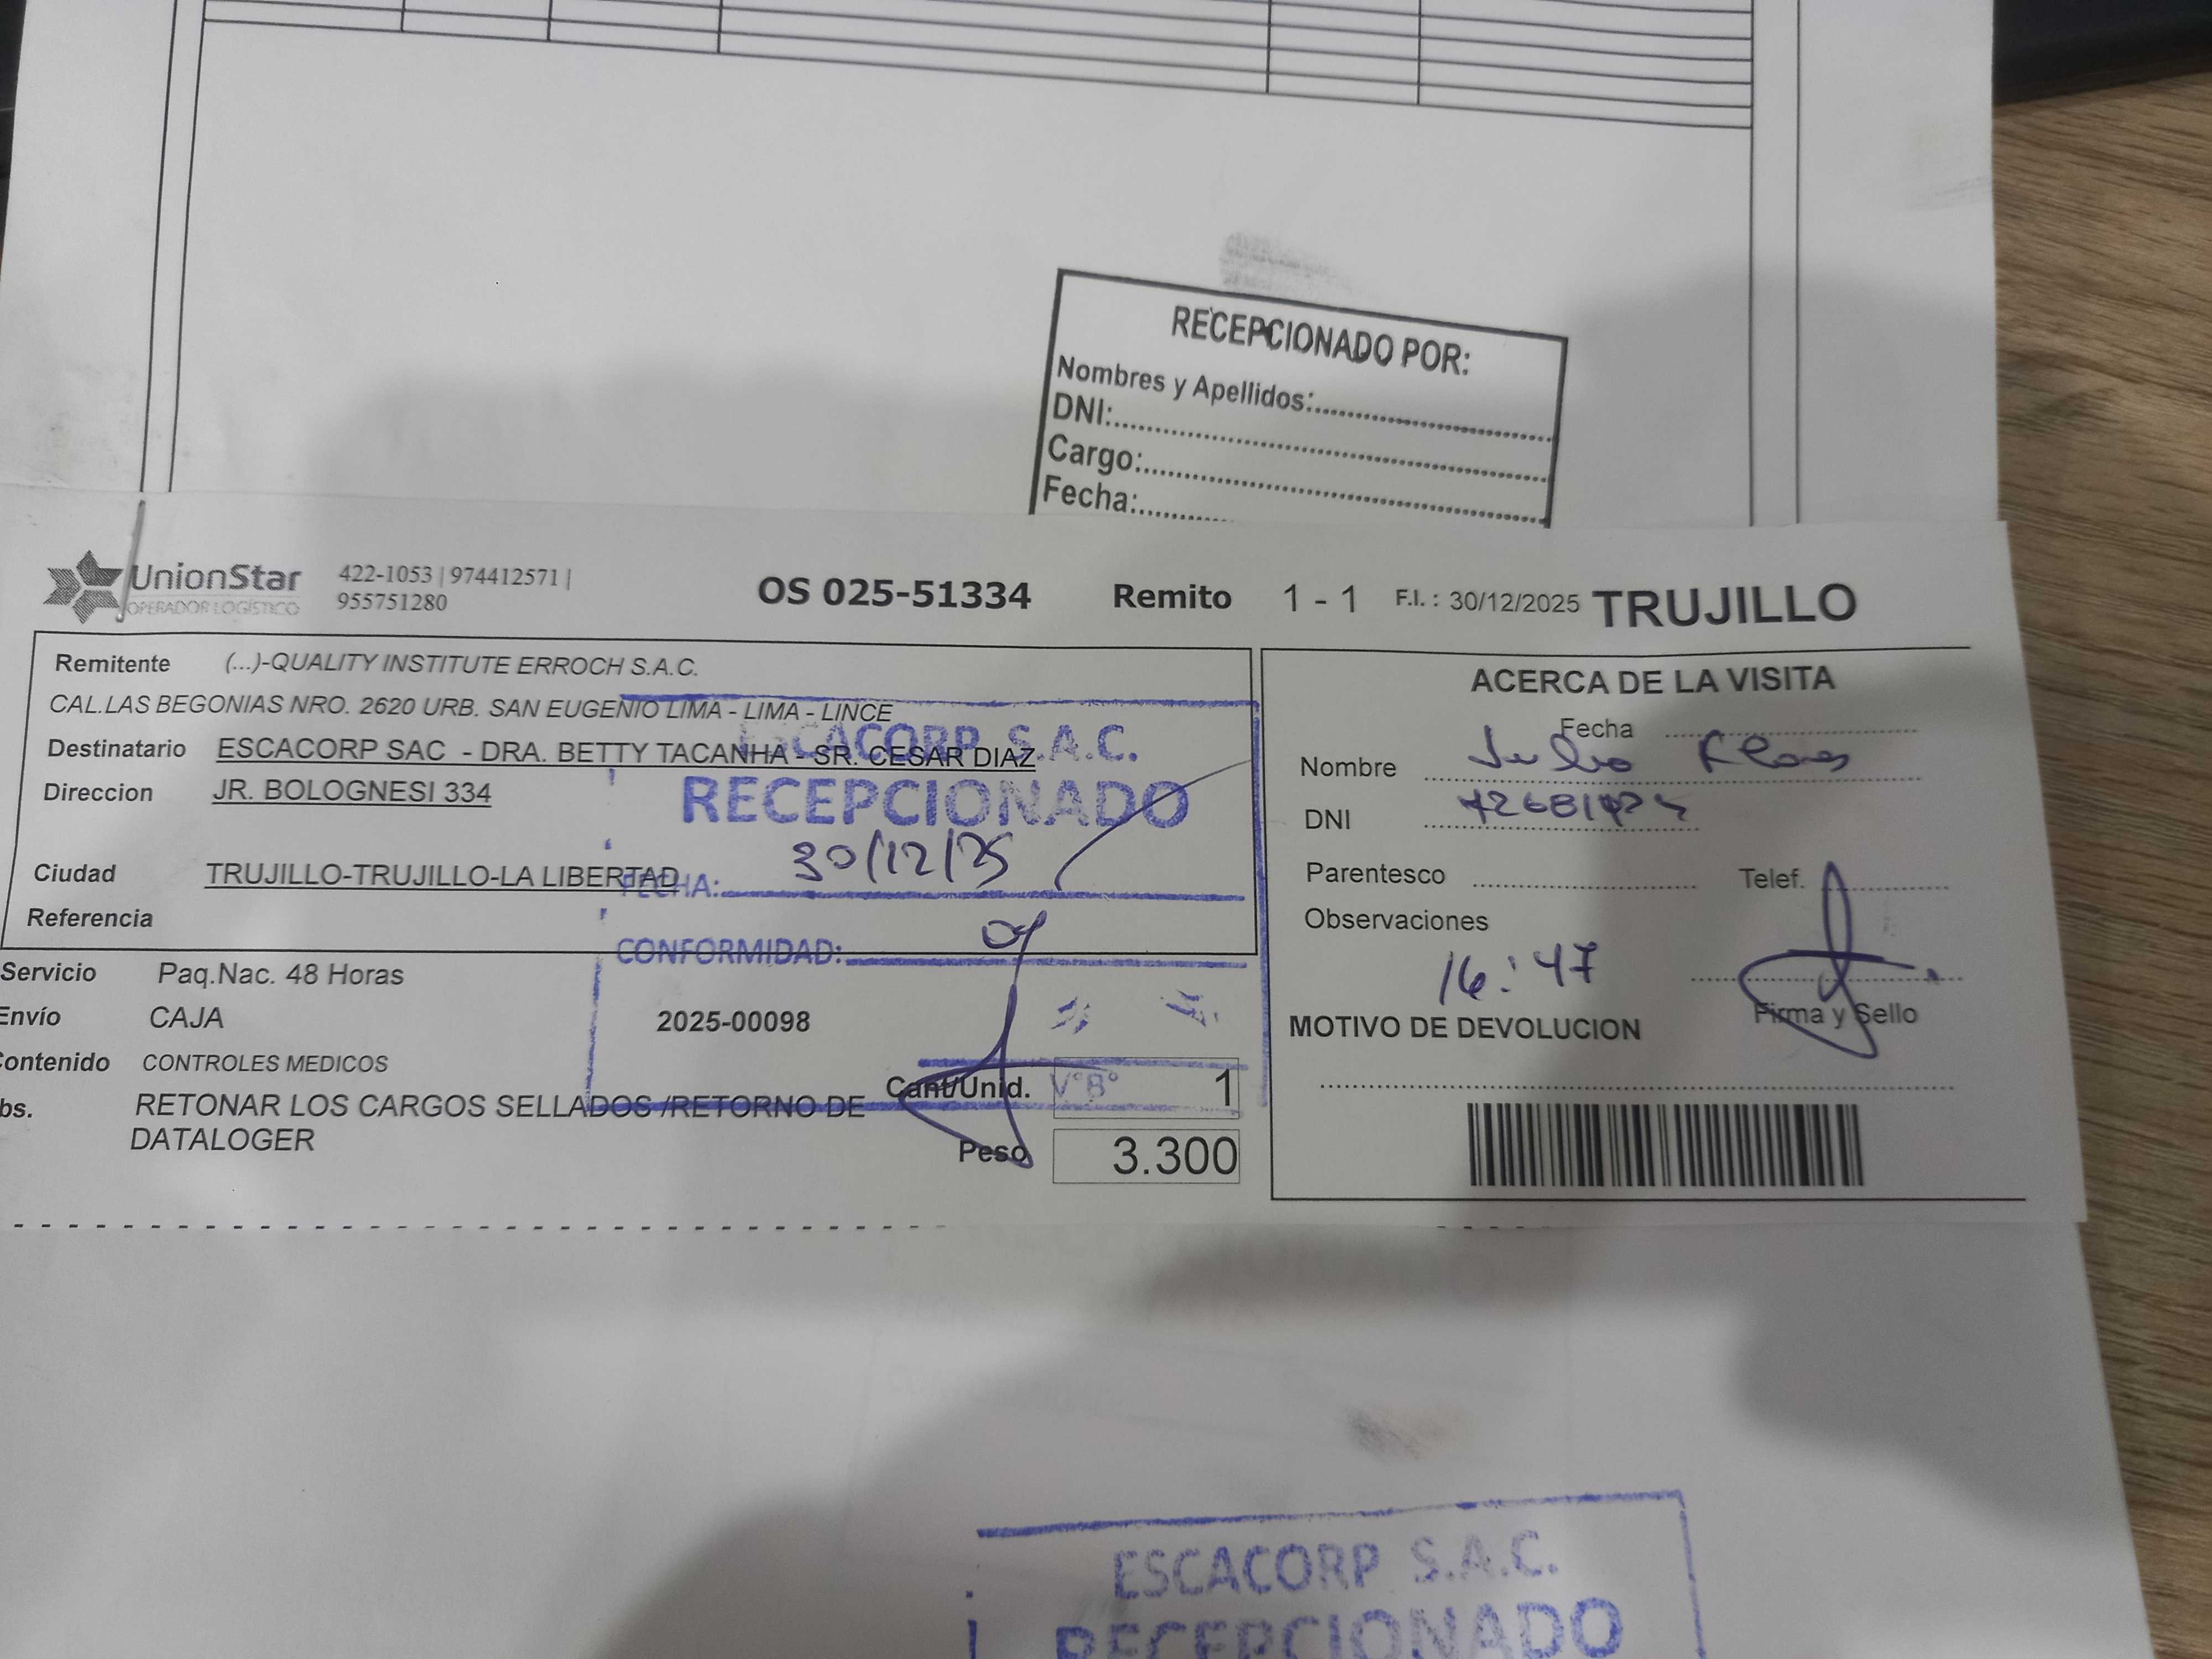 RECEPCIONADO POR:
Nombres y Apellidos:
DNI:
Cargo:
Fecha:
UnionStar
OPERADOR LOGÍSTICO
422-1053 | 974412571 |
955751280
OS 025-51334
Remito 1 - 1
F.I. : 30/12/2025
TRUJILLO
Remitente (...)-QUALITY INSTITUTE ERROCH S.A.C.
CAL.LAS BEGONIAS NRO. 2620 URB. SAN EUGENIO LIMA - LIMA - LINCE
Destinatario ESCACORP SAC - DRA. BETTY TACANHA - SR. CESAR DIAZ
Direccion JR. BOLOGNESI 334
Ciudad TRUJILLO-TRUJILLO-LA LIBERTAD
Referencia
ESCACORP S.A.C.
RECEPCIONADO
FECHA: 30/12/25
CONFORMIDAD:
V°B°
Servicio Paq.Nac. 48 Horas
Envío CAJA
2025-00098
Contenido CONTROLES MEDICOS
bs. RETONAR LOS CARGOS SELLADOS /RETORNO DE
DATALOGER
Cant/Unid. 1
Peso 3.300
ACERCA DE LA VISITA
Fecha
Nombre Julio Flores
DNI
Parentesco
Telef.
Observaciones
16:47
Firma y Sello
MOTIVO DE DEVOLUCION
ESCACORP S.A.C.
RECEPCIONADO